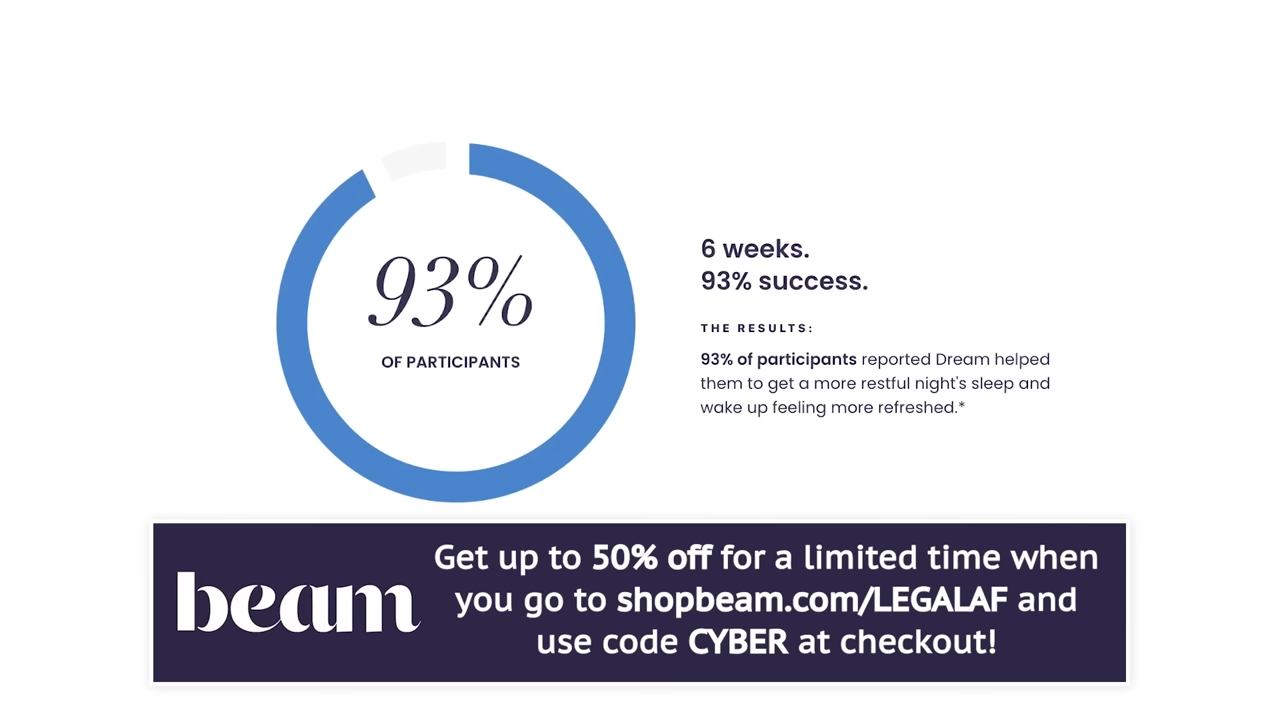 93%
OF PARTICIPANTS
6 weeks.
93% success.
THE RESULTS:
93% of participants reported Dream helped
them to get a more restful night's sleep and
wake up feeling more refreshed.*
beam
Get up to 50% off for a limited time when
you go to shopbeam.com/LEGALAF and
use code CYBER at checkout!